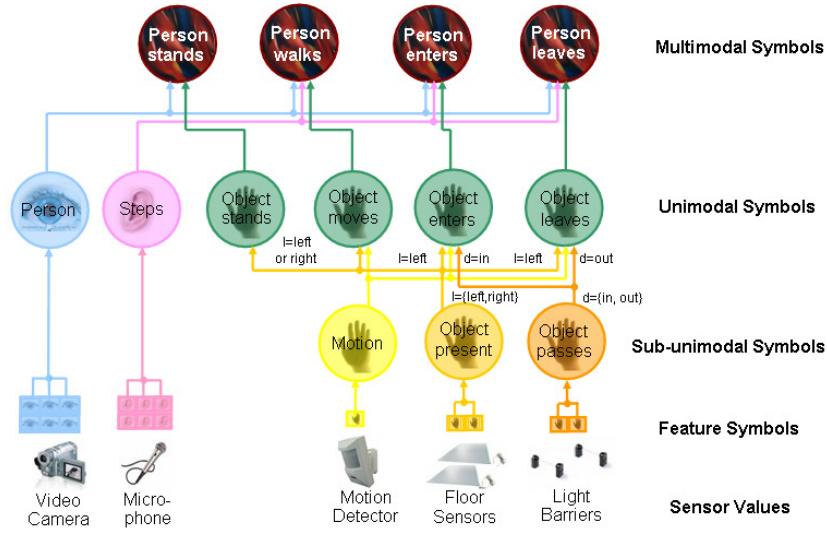 Person
stands
Person
walks
Person
enters
Person
leaves
Multimodal Symbols
Person
Steps
Object
stands
Object
moves
Object
enters
Object
leaves
Unimodal Symbols
l=left
or right
l=left
d=in
l=left
d=out
l={left,right}
d={in, out}
Motion
Object
present
Object
passes
Sub-unimodal Symbols
Feature Symbols
Video
Camera
Micro-
phone
Motion
Detector
Floor
Sensors
Light
Barriers
Sensor Values